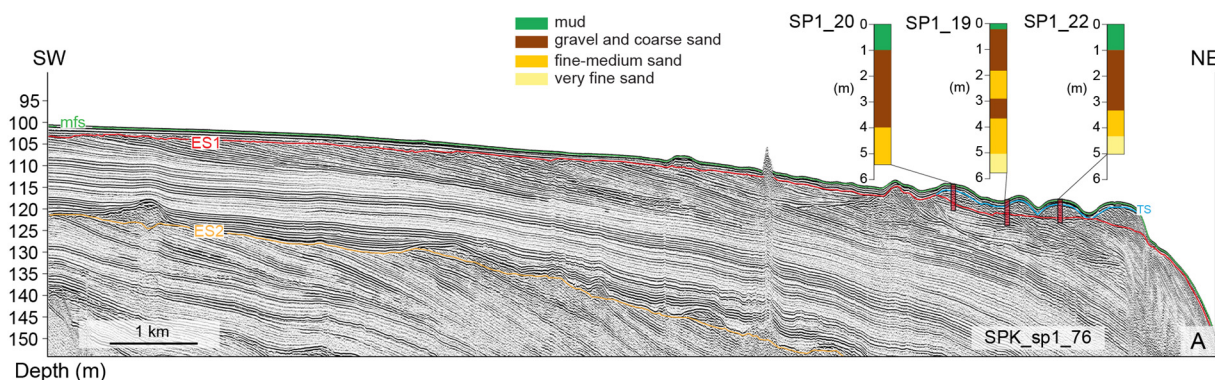 mud
gravel and coarse sand
fine-medium sand
very fine sand
SP1_20
SP1_19
SP1_22
0
1
2
3
4
5
6
(m)
0
1
2
3
4
5
6
(m)
0
1
2
3
4
5
6
(m)
SW
NE
95
100
105
110
115
120
125
130
135
140
145
150
Depth (m)
mfs
ES1
ES2
TS
1 km
SPK_sp1_76
A